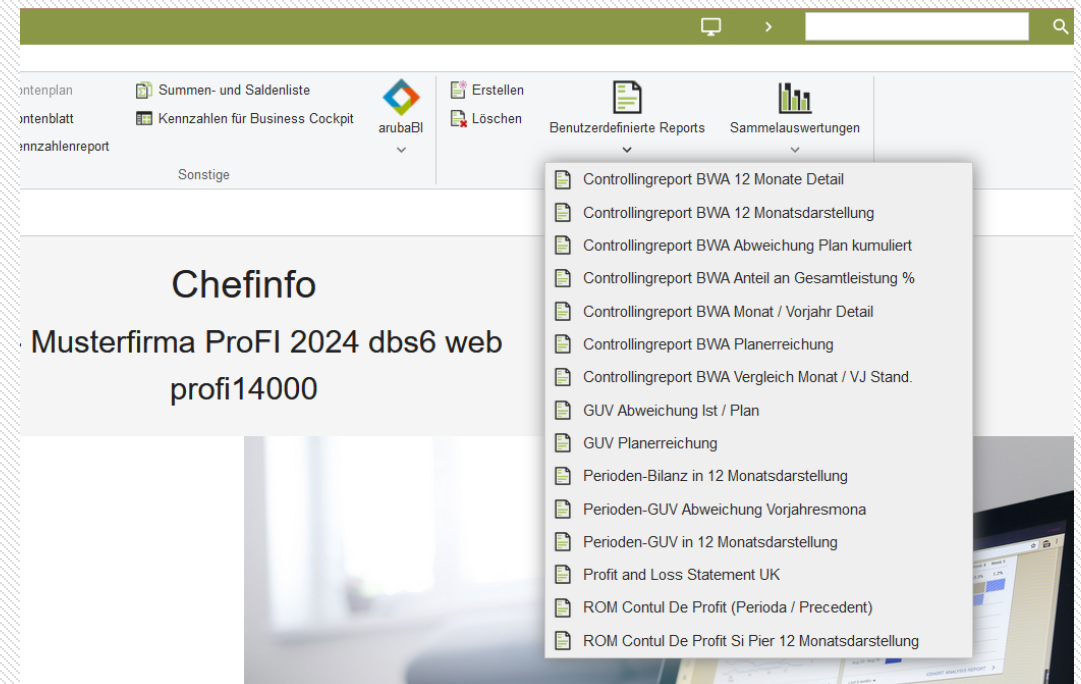 ontenplan
Summen- und Saldenliste
ontenblatt
Kennzahlen für Business Cockpit
ennzahlenreport
Sonstige
arubaBI
Erstellen
Löschen
Benutzerdefinierte Reports
Sammelauswertungen
Controllingreport BWA 12 Monate Detail
Controllingreport BWA 12 Monatsdarstellung
Controllingreport BWA Abweichung Plan kumuliert
Controllingreport BWA Anteil an Gesamtleistung %
Controllingreport BWA Monat / Vorjahr Detail
Controllingreport BWA Planerreichung
Controllingreport BWA Vergleich Monat / VJ Stand.
GUV Abweichung Ist / Plan
GUV Planerreichung
Perioden-Bilanz in 12 Monatsdarstellung
Perioden-GUV Abweichung Vorjahresmona
Perioden-GUV in 12 Monatsdarstellung
Profit and Loss Statement UK
ROM Contul De Profit (Perioda / Precedent)
ROM Contul De Profit Si Pier 12 Monatsdarstellung
Chefinfo
Musterfirma ProFI 2024 dbs6 web
profi14000
COHORT ANALYSIS REPORT